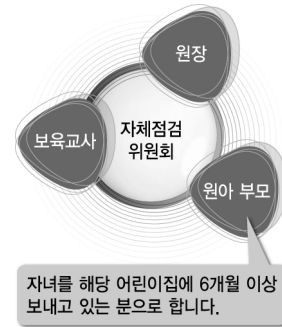 원장
보육교사
자체점검
위원회
원아 부모
자녀를 해당 어린이집에 6개월 이상
보내고 있는 분으로 합니다.